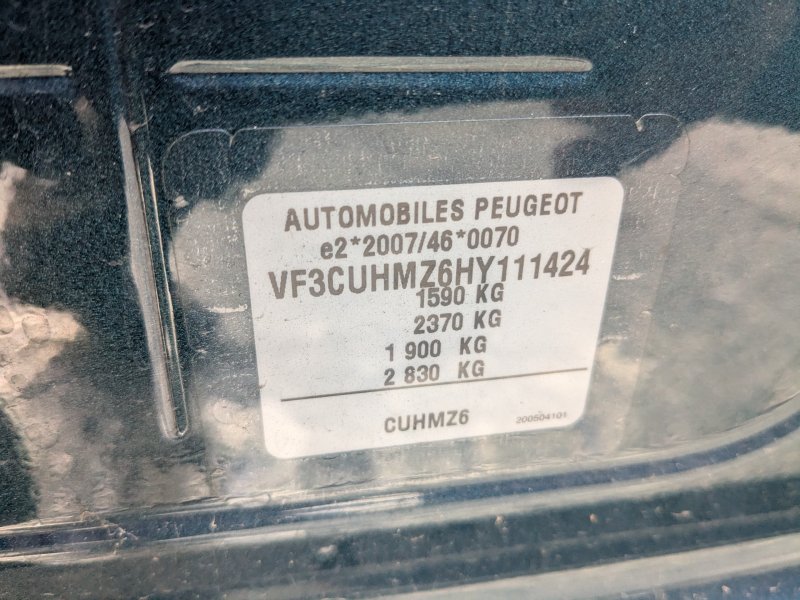 AUTOMOBILES PEUGEOT
e2*2007/46*0070
VF3CUHMZ6HY111424
1590 KG
2370 KG
1 900 KG
2 830 KG
CUHMZ6 200504101